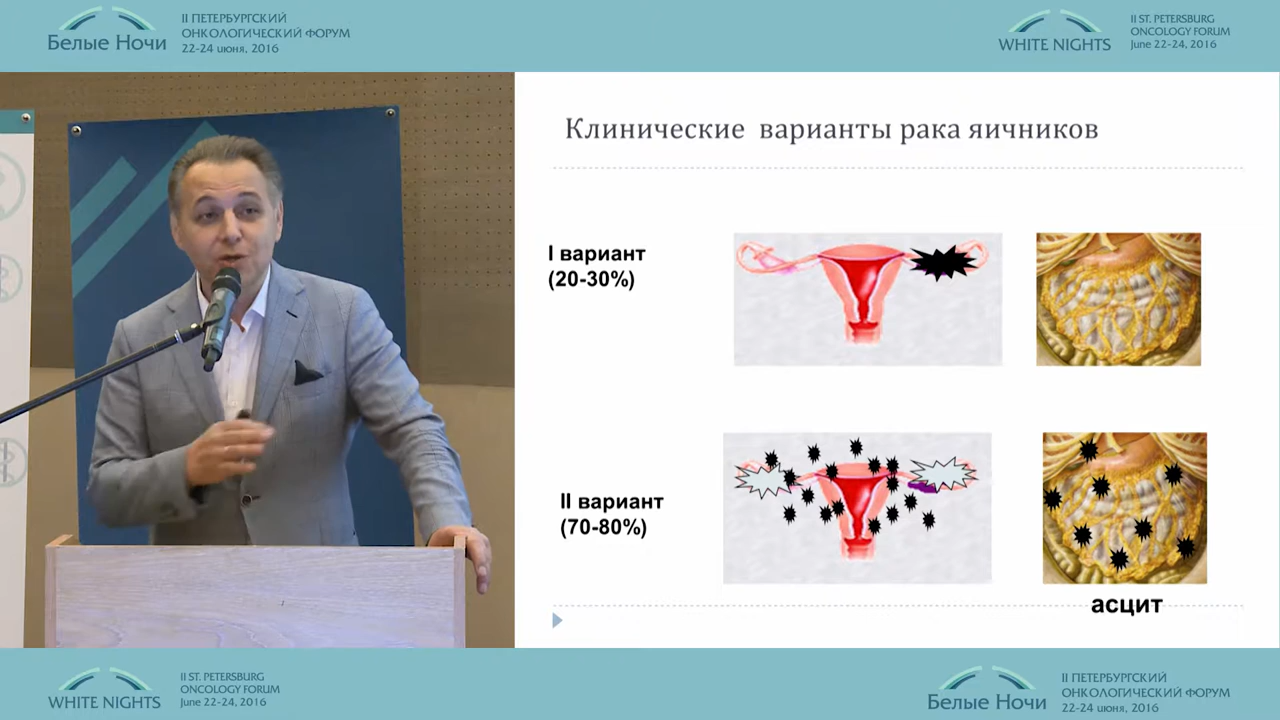 Белые Ночи
II ПЕТЕРБУРГСКИЙ
ОНКОЛОГИЧЕСКИЙ ФОРУМ
22-24 июня, 2016
WHITE NIGHTS
II ST. PETERSBURG
ONCOLOGY FORUM
June 22-24, 2016
Клинические варианты рака яичников
I вариант
(20-30%)
II вариант
(70-80%)
асцит
WHITE NIGHTS
II ST. PETERSBURG
ONCOLOGY FORUM
June 22-24, 2016
Белые Ночи
II ПЕТЕРБУРГСКИЙ
ОНКОЛОГИЧЕСКИЙ ФОРУМ
22-24 июня, 2016